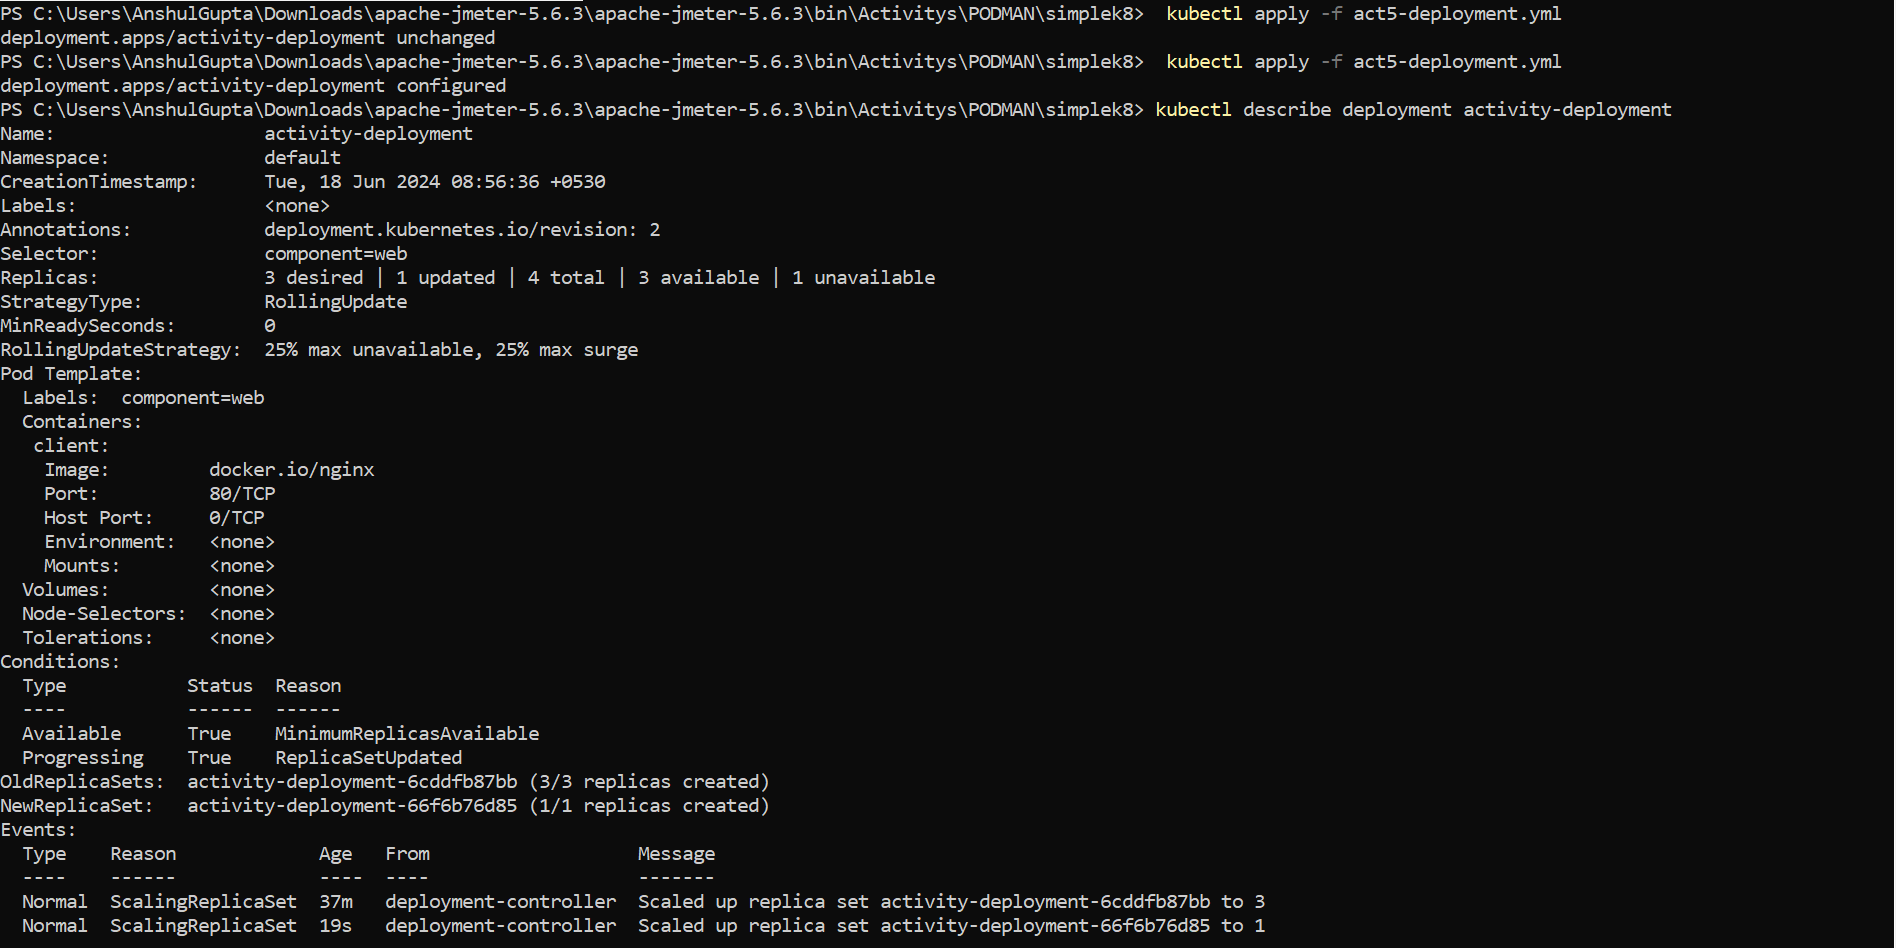 PS C:\Users\AnshulGupta\Downloads\apache-jmeter-5.6.3\apache-jmeter-5.6.3\bin\Activitys\PODMAN\simplek8>  kubectl apply -f act5-deployment.yml
deployment.apps/activity-deployment unchanged
PS C:\Users\AnshulGupta\Downloads\apache-jmeter-5.6.3\apache-jmeter-5.6.3\bin\Activitys\PODMAN\simplek8>  kubectl apply -f act5-deployment.yml
deployment.apps/activity-deployment configured
PS C:\Users\AnshulGupta\Downloads\apache-jmeter-5.6.3\apache-jmeter-5.6.3\bin\Activitys\PODMAN\simplek8> kubectl describe deployment activity-deployment
Name:                   activity-deployment
Namespace:              default
CreationTimestamp:      Tue, 18 Jun 2024 08:56:36 +0530
Labels:                 <none>
Annotations:            deployment.kubernetes.io/revision: 2
Selector:               component=web
Replicas:               3 desired | 1 updated | 4 total | 3 available | 1 unavailable
StrategyType:           RollingUpdate
MinReadySeconds:        0
RollingUpdateStrategy:  25% max unavailable, 25% max surge
Pod Template:
  Labels:  component=web
  Containers:
   client:
    Image:         docker.io/nginx
    Port:          80/TCP
    Host Port:     0/TCP
    Environment:   <none>
    Mounts:        <none>
  Volumes:         <none>
  Node-Selectors:  <none>
  Tolerations:     <none>
Conditions:
  Type           Status  Reason
  ----           ------  ------
  Available      True    MinimumReplicasAvailable
  Progressing    True    ReplicaSetUpdated
OldReplicaSets:  activity-deployment-6cddfb87bb (3/3 replicas created)
NewReplicaSet:   activity-deployment-66f6b76d85 (1/1 replicas created)
Events:
  Type    Reason             Age   From                   Message
  ----    ------             ----  ----                   -------
  Normal  ScalingReplicaSet  37m   deployment-controller  Scaled up replica set activity-deployment-6cddfb87bb to 3
  Normal  ScalingReplicaSet  19s   deployment-controller  Scaled up replica set activity-deployment-66f6b76d85 to 1